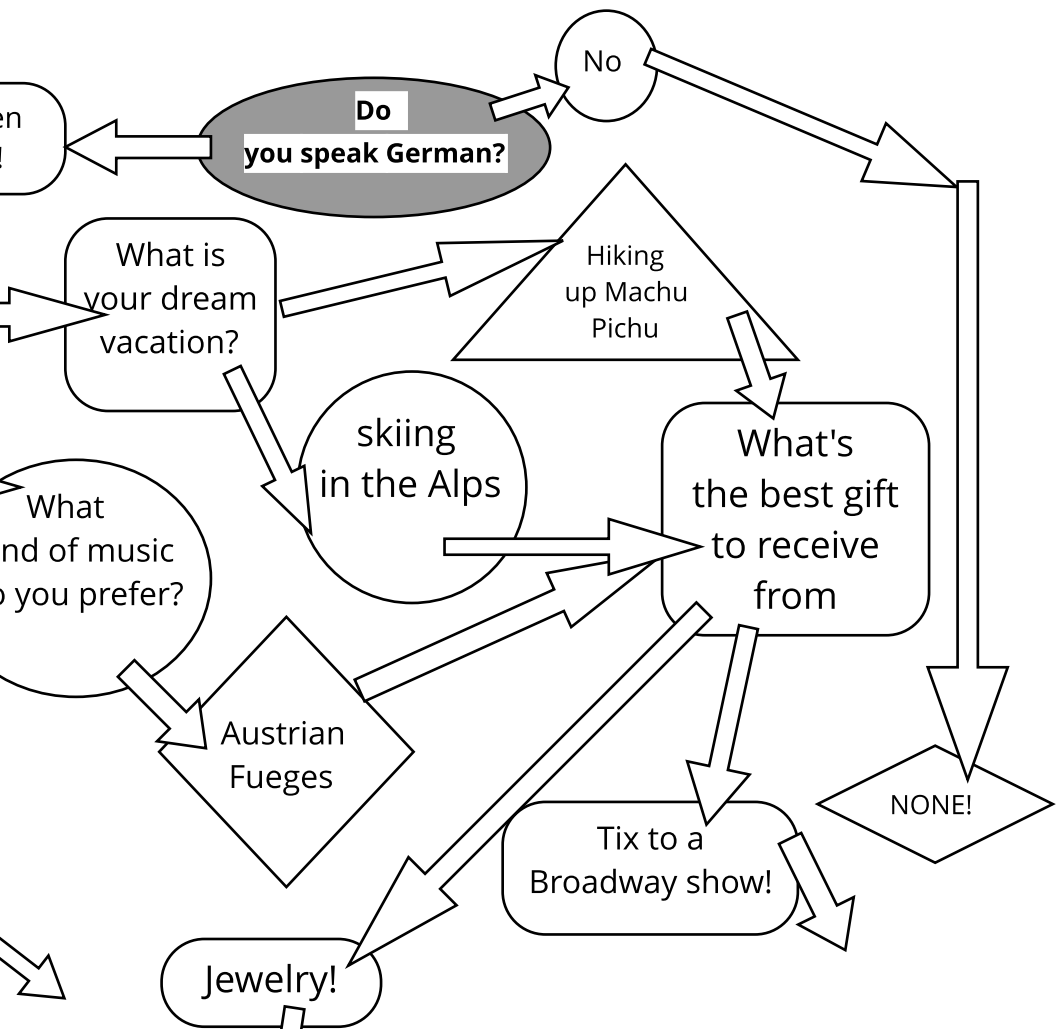 No
en
!
Do
you speak German?
What is
your dream
vacation?
Hiking
up Machu
Pichu
skiing
in the Alps
What's
the best gift
to receive
from
What
nd of music
you prefer?
Austrian
Fueges
NONE!
Tix to a
Broadway show!
Jewelry!